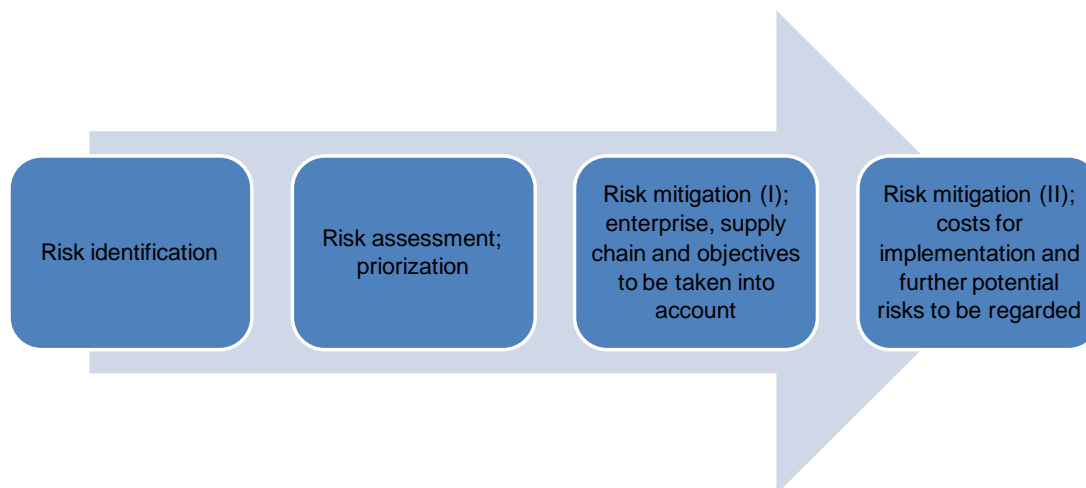 Risk identification
Risk assessment;
priorization
Risk mitigation (I);
enterprise, supply
chain and objectives
to be taken into
account
Risk mitigation (II);
costs for
implementation and
further potential
risks to be regarded